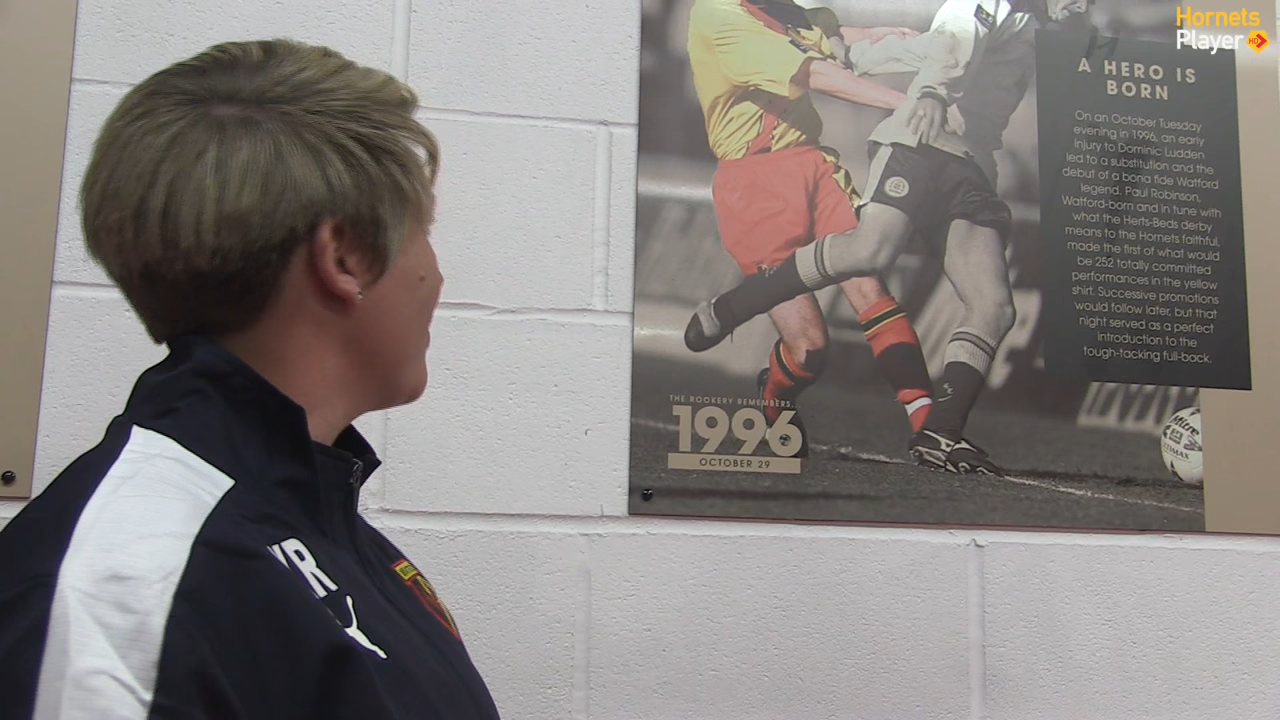 Hornets
Player HD
A HERO IS
BORN
On an October Tuesday
evening in 1996, an early
injury to Dominic Ludden
led to a substitution and the
debut of a bona fide Watford
legend. Paul Robinson,
Watford-born and in tune with
what the Herts-Beds derby
means to the Hornets faithful,
made the first of what would
be 252 totally committed
performances in the yellow
shirt. Successive promotions
would follow later, but that
night served as a perfect
introduction to the
tough-tacking full-back.
THE ROOKERY REMEMBERS...
1996
OCTOBER 29
Mitre